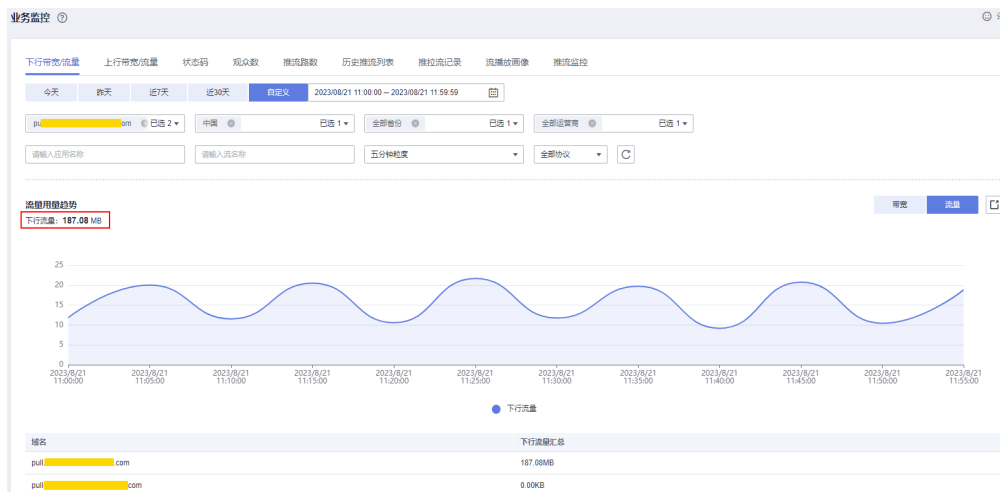 业务监控
下行带宽/流量 上行带宽/流量 状态码 观众数 推流路数 历史推流列表 推拉流记录 流播放画像 推流监控
今天 昨天 近7天 近30天 自定义 2023/08/21 11:00:00 – 2023/08/21 11:59:59
pu om 已选 2 中国 已选 1 全部省份 已选 1 全部运营商 已选 1
请输入应用名称 请输入流名称 五分钟粒度 全部协议
流量用量趋势 带宽 流量
下行流量: 187.08 MB
25
20
15
10
5
0
2023/8/21 11:00:00 2023/8/21 11:05:00 2023/8/21 11:10:00 2023/8/21 11:15:00 2023/8/21 11:20:00 2023/8/21 11:25:00 2023/8/21 11:30:00 2023/8/21 11:35:00 2023/8/21 11:40:00 2023/8/21 11:45:00 2023/8/21 11:50:00 2023/8/21 11:55:00
下行流量
域名 下行流量汇总
pull. .com 187.08MB
pull com 0.00KB